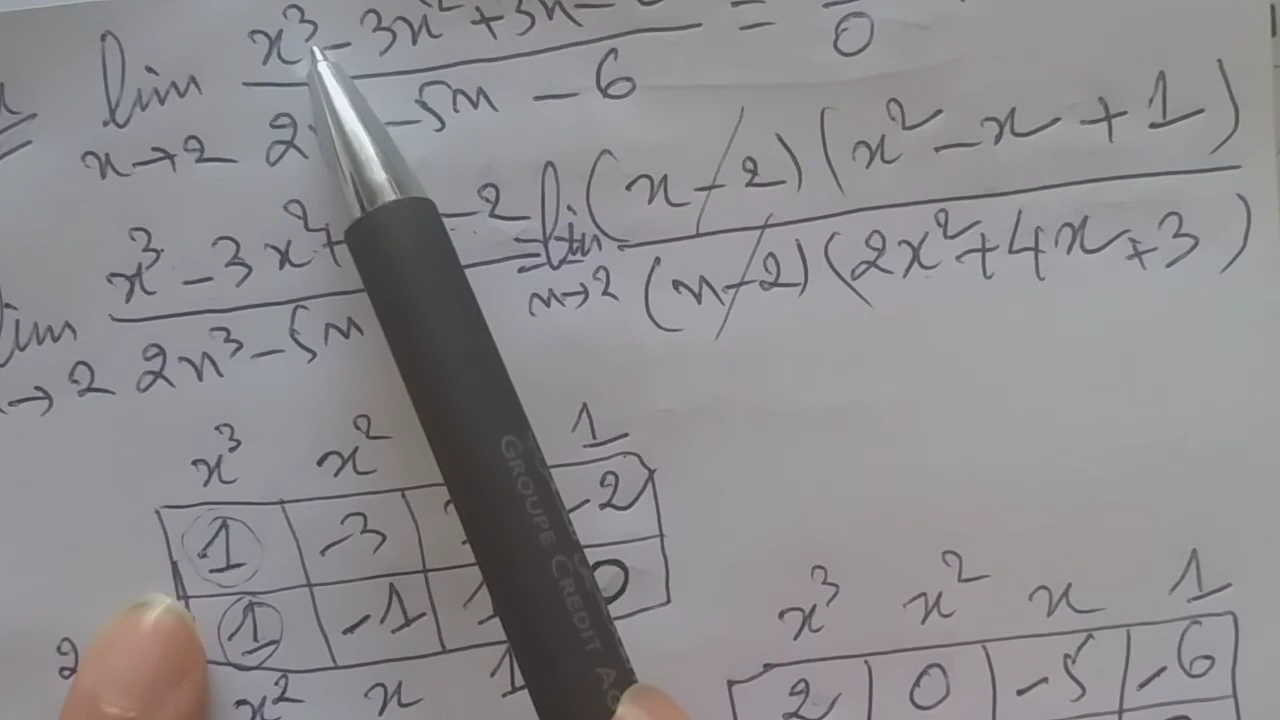 lim x³ - 3x² + 3x - = 0
x→2 2 - 5x - 6
x³ - 3x² + - 2 = lim (x-2)(x² - x + 1)
lim x→2 2x³ - 5x x→2 (x-2)(2x² + 4x + 3)
x³ x² 1
1 -3 -2
2 1 -1 1 0
x² x 1
x³ x² x 1
2 0 -5 -6
GROUPE CREDIT